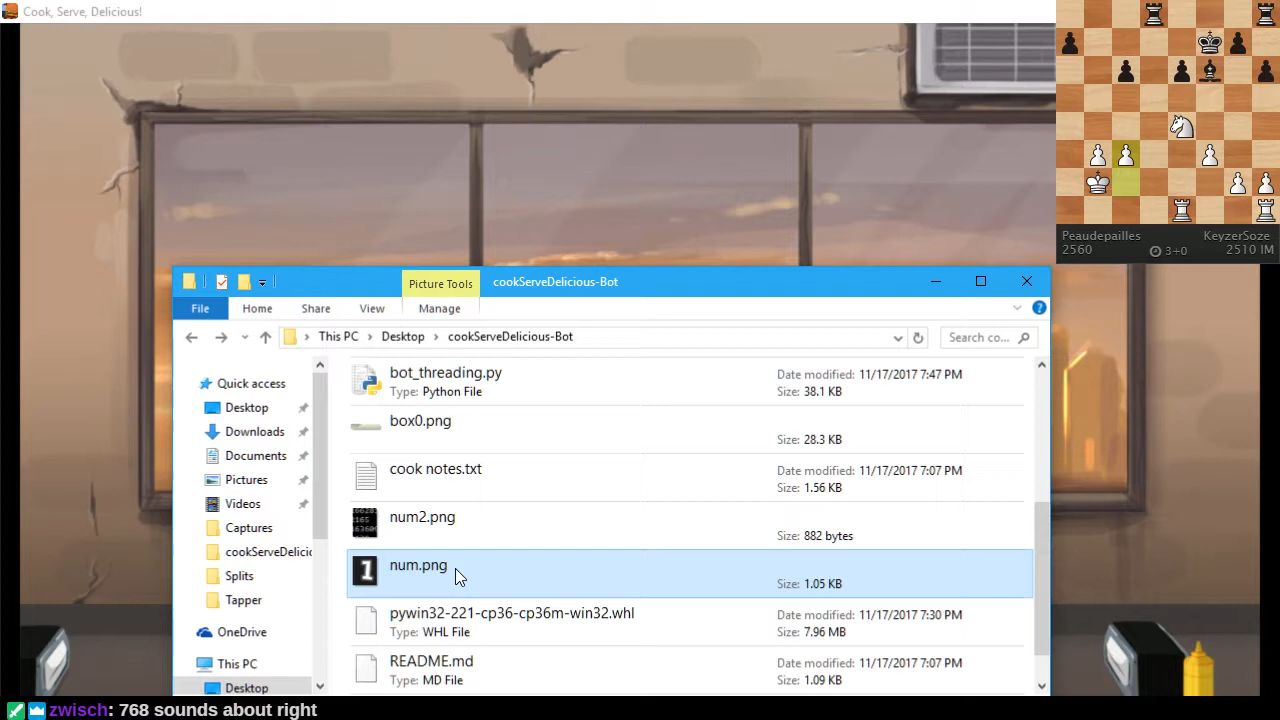 Cook, Serve, Delicious!
Peaudepailles KeyzerSoze
2560 3+0 2510 IM
Picture Tools cookServeDelicious-Bot
File Home Share View Manage
This PC Desktop cookServeDelicious-Bot Search co...
Quick access
Desktop
Downloads
Documents
Pictures
Videos
Captures
cookServeDelicio
Splits
Tapper
OneDrive
This PC
Desktop
bot_threading.py Date modified: 11/17/2017 7:47 PM
Type: Python File Size: 38.1 KB
box0.png
Size: 28.3 KB
cook notes.txt Date modified: 11/17/2017 7:07 PM
Size: 1.56 KB
num2.png
Size: 882 bytes
1
num.png
Size: 1.05 KB
pywin32-221-cp36-cp36m-win32.whl Date modified: 11/17/2017 7:30 PM
Type: WHL File Size: 7.96 MB
README.md Date modified: 11/17/2017 7:07 PM
Type: MD File Size: 1.09 KB
zwisch: 768 sounds about right